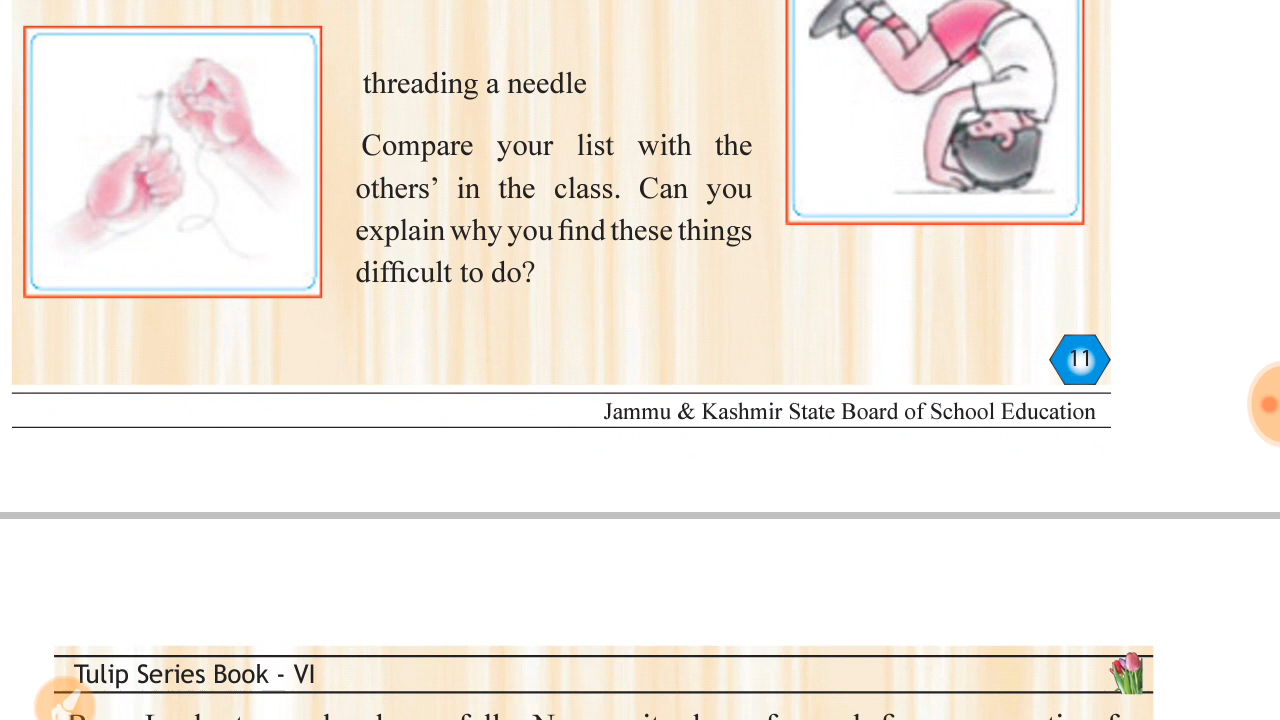 threading a needle
Compare your list with the
others’ in the class. Can you
explain why you find these things
difficult to do?
11
Jammu & Kashmir State Board of School Education
Tulip Series Book - VI